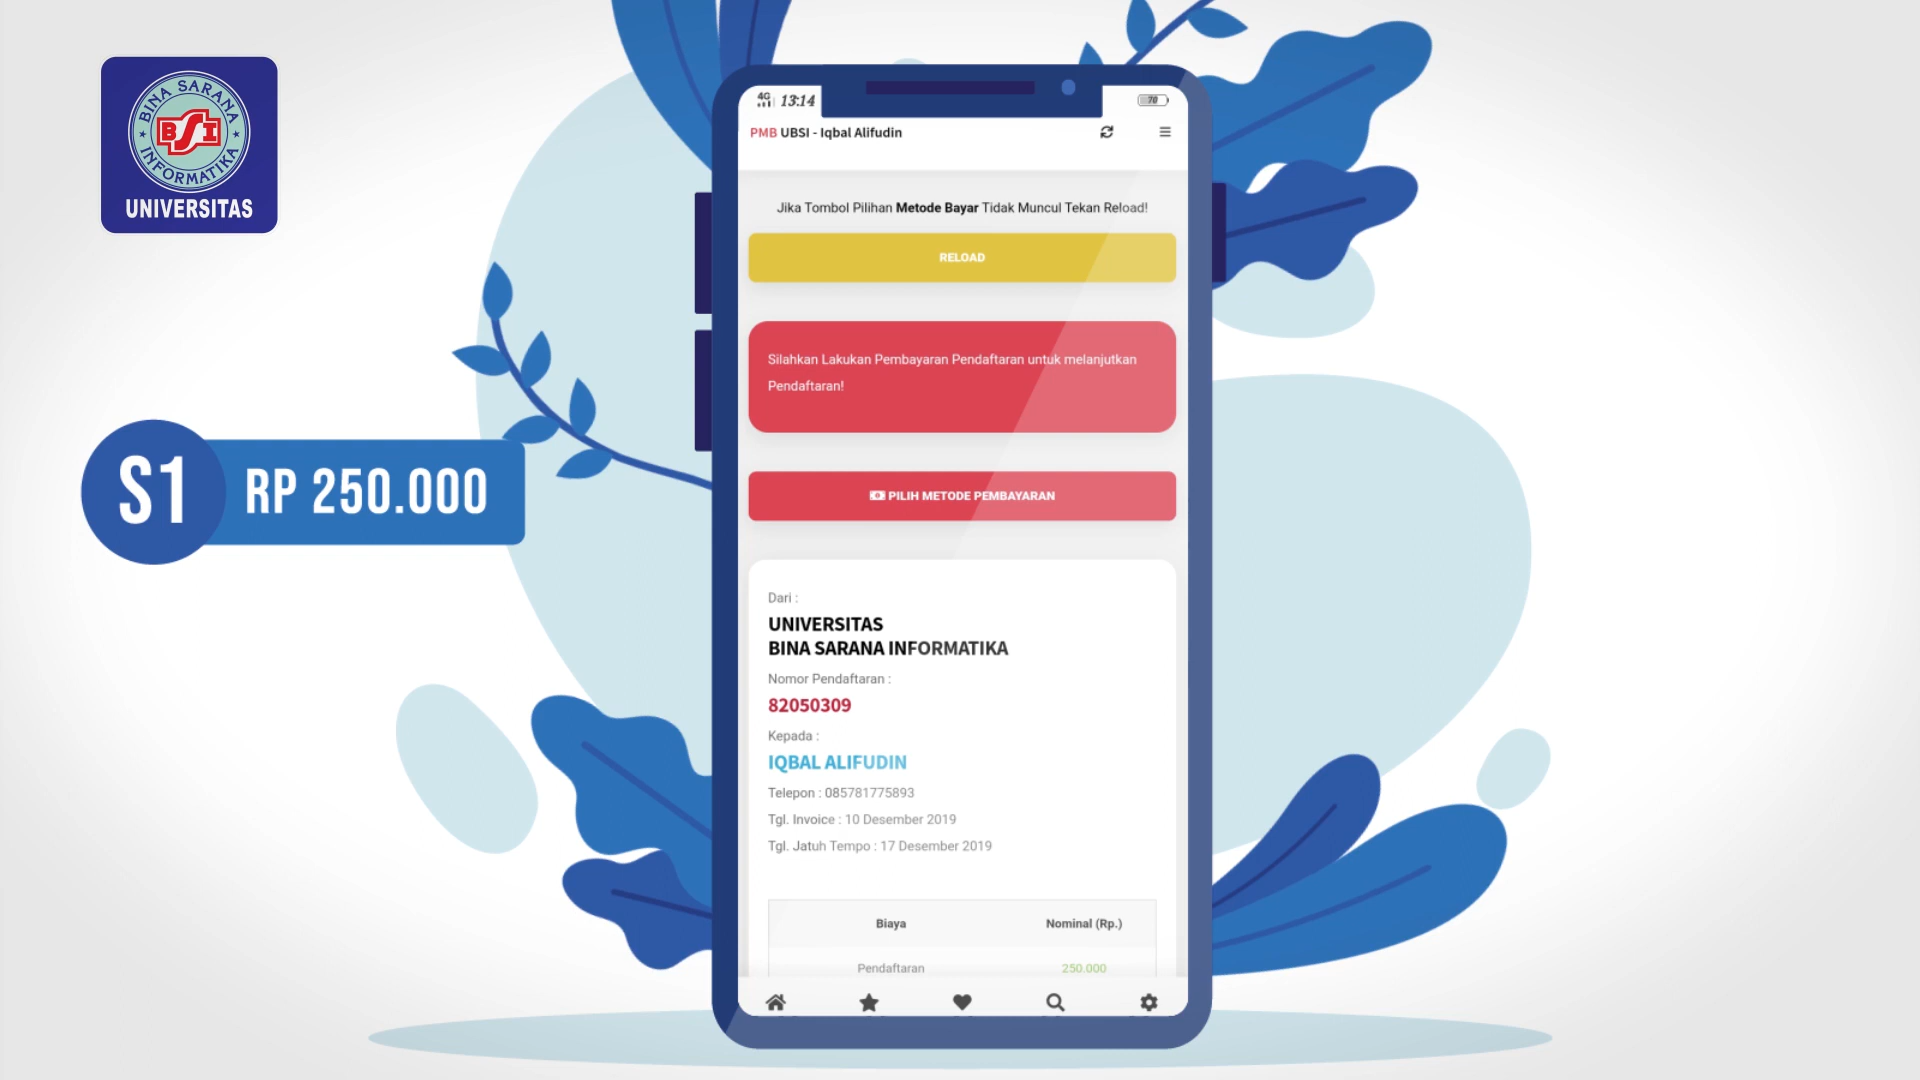 BINA SARANA
BSI
INFORMATIKA
UNIVERSITAS
S1
RP 250.000
4G 13:14
70
PMB UBSI - Iqbal Alifudin
Jika Tombol Pilihan Metode Bayar Tidak Muncul Tekan Reload!
RELOAD
Silahkan Lakukan Pembayaran Pendaftaran untuk melanjutkan
Pendaftaran!
PILIH METODE PEMBAYARAN
Dari :
UNIVERSITAS
BINA SARANA INFORMATIKA
Nomor Pendaftaran :
82050309
Kepada :
IQBAL ALIFUDIN
Telepon : 085781775893
Tgl. Invoice : 10 Desember 2019
Tgl. Jatuh Tempo : 17 Desember 2019
Biaya Nominal (Rp.)
Pendaftaran 250.000